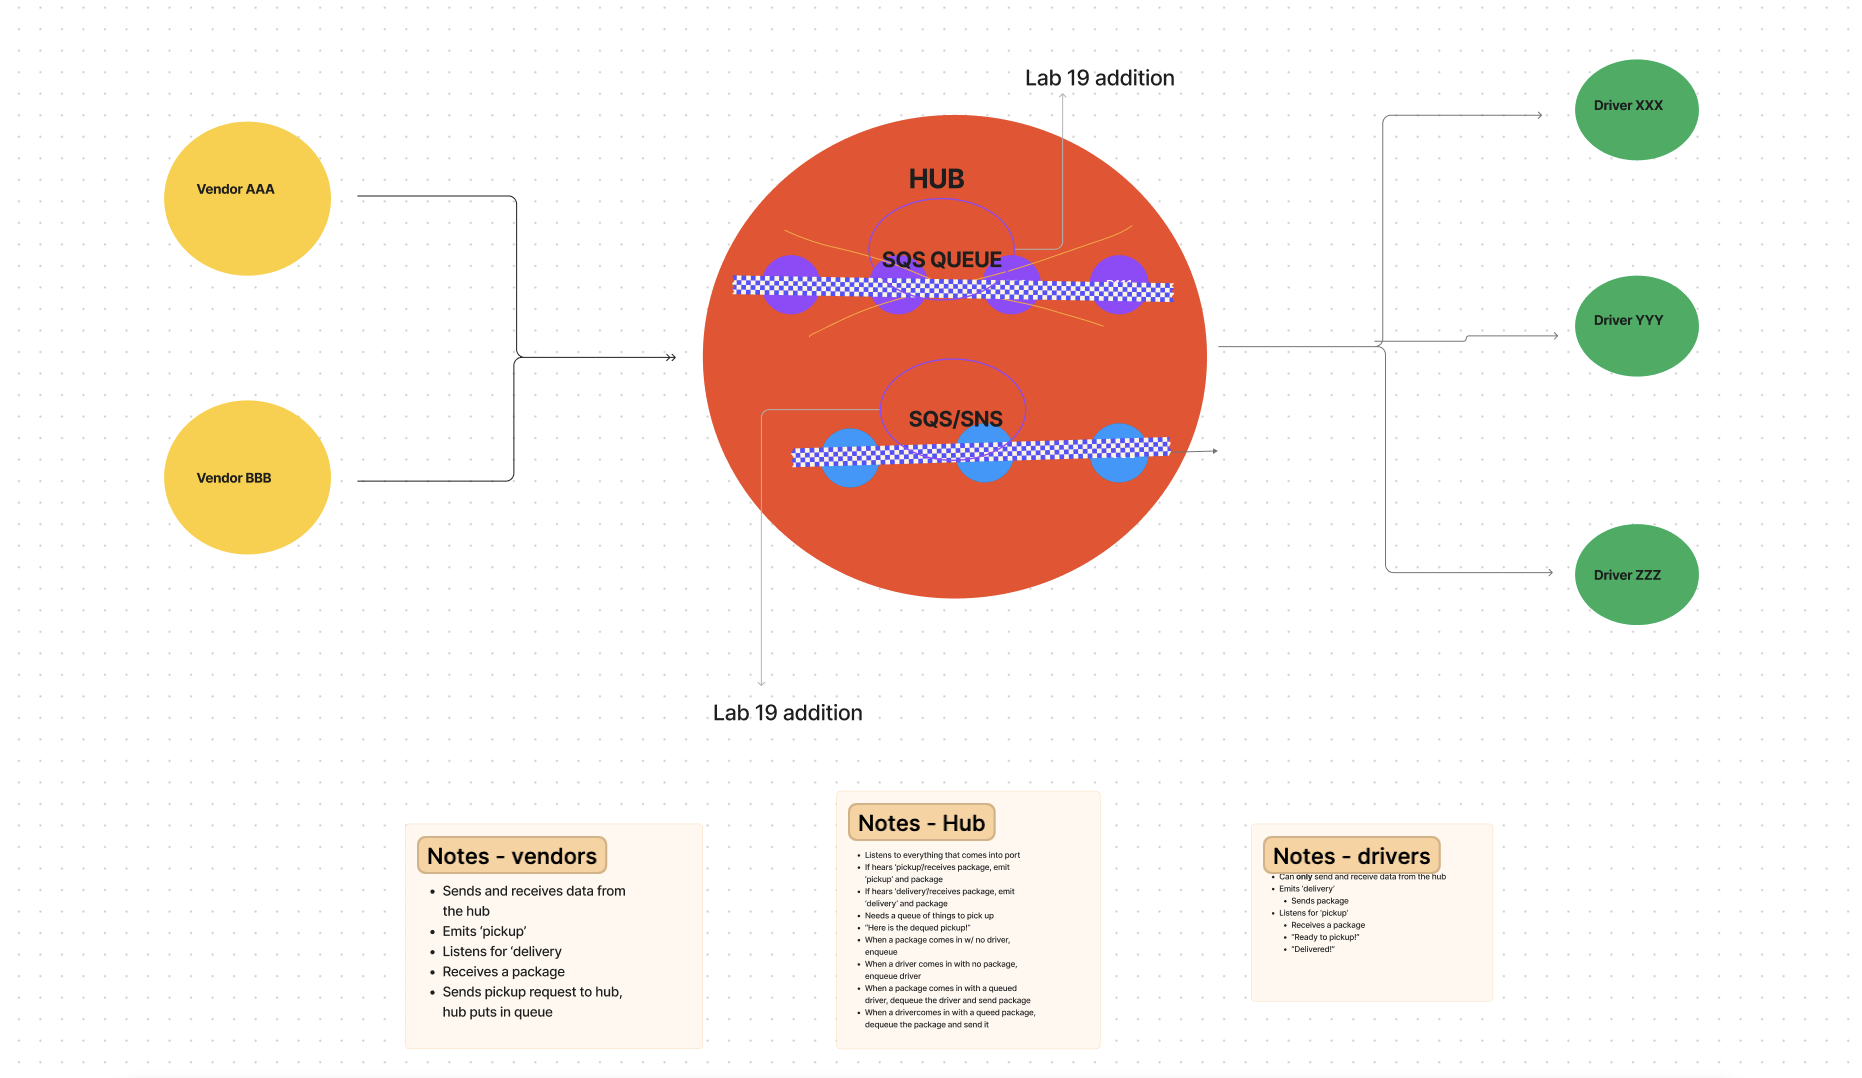 Lab 19 addition
Driver XXX
Vendor AAA
HUB
SQS QUEUE
Driver YYY
SQS/SNS
Vendor BBB
Driver ZZZ
Lab 19 addition
Notes - vendors
• Sends and receives data from
the hub
• Emits ‘pickup’
• Listens for ‘delivery
• Receives a package
• Sends pickup request to hub,
hub puts in queue
Notes - Hub
• Listens to everything that comes into port
• If hears ‘pickup’/receives package, emit
‘pickup’ and package
• If hears ‘delivery’/receives package, emit
‘delivery’ and package
• Needs a queue of things to pick up
• “Here is the dequed pickup!”
• When a package comes in w/ no driver,
enqueue
• When a driver comes in with no package,
enqueue driver
• When a package comes in with a queued
driver, dequeue the driver and send package
• When a drivercomes in with a queed package,
dequeue the package and send it
Notes - drivers
• Can only send and receive data from the hub
• Emits ‘delivery’
• Sends package
• Listens for ‘pickup’
• Receives a package
• “Ready to pickup!”
• “Delivered!”